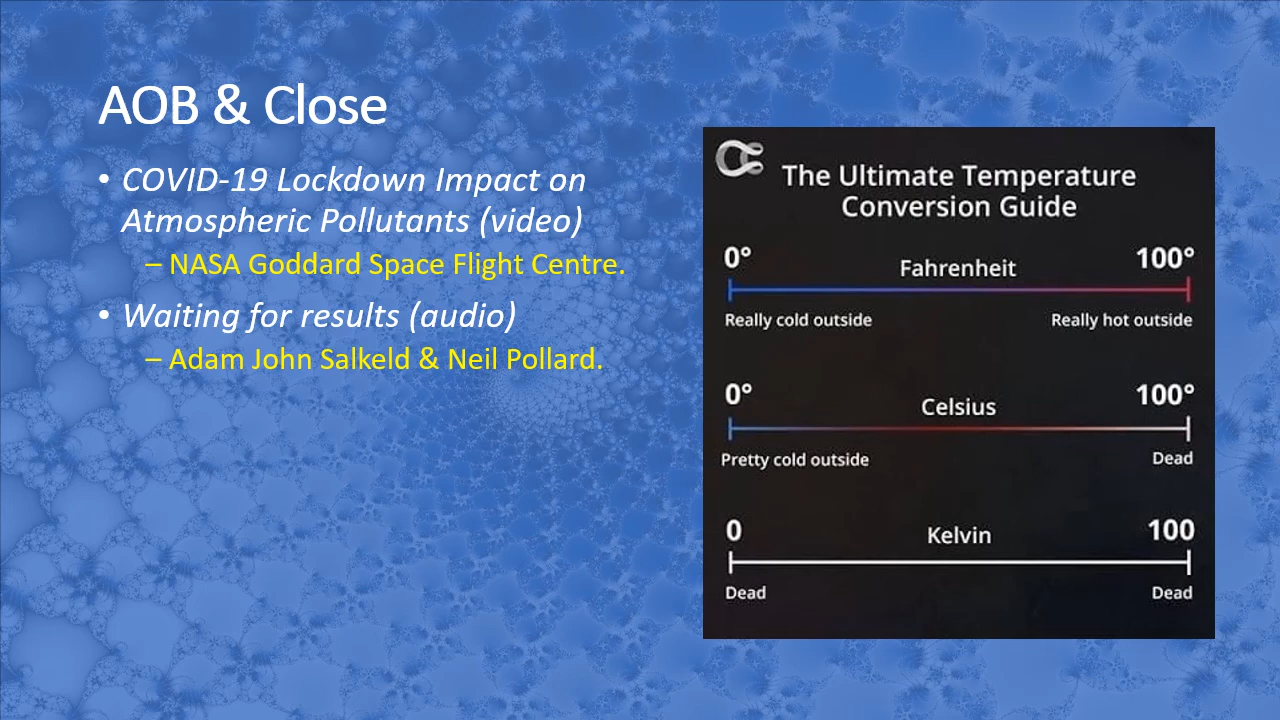 AOB & Close
• COVID-19 Lockdown Impact on
Atmospheric Pollutants (video)
– NASA Goddard Space Flight Centre.
• Waiting for results (audio)
– Adam John Salkeld & Neil Pollard.
The Ultimate Temperature
Conversion Guide
0° Fahrenheit 100°
Really cold outside Really hot outside
0° Celsius 100°
Pretty cold outside Dead
0 Kelvin 100
Dead Dead